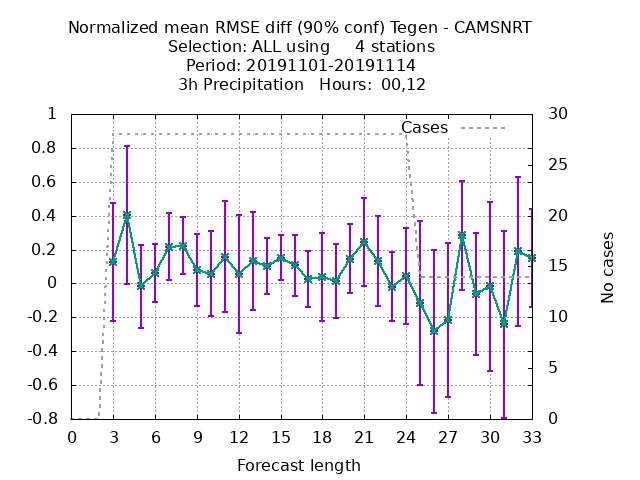 Normalized mean RMSE diff (90% conf) Tegen - CAMSNRT
Selection: ALL using 4 stations
Period: 20191101-20191114
3h Precipitation Hours: 00,12
Cases
1
0.8
0.6
0.4
0.2
0
-0.2
-0.4
-0.6
-0.8
30
25
20
15
10
5
0
No cases
0 3 6 9 12 15 18 21 24 27 30 33
Forecast length